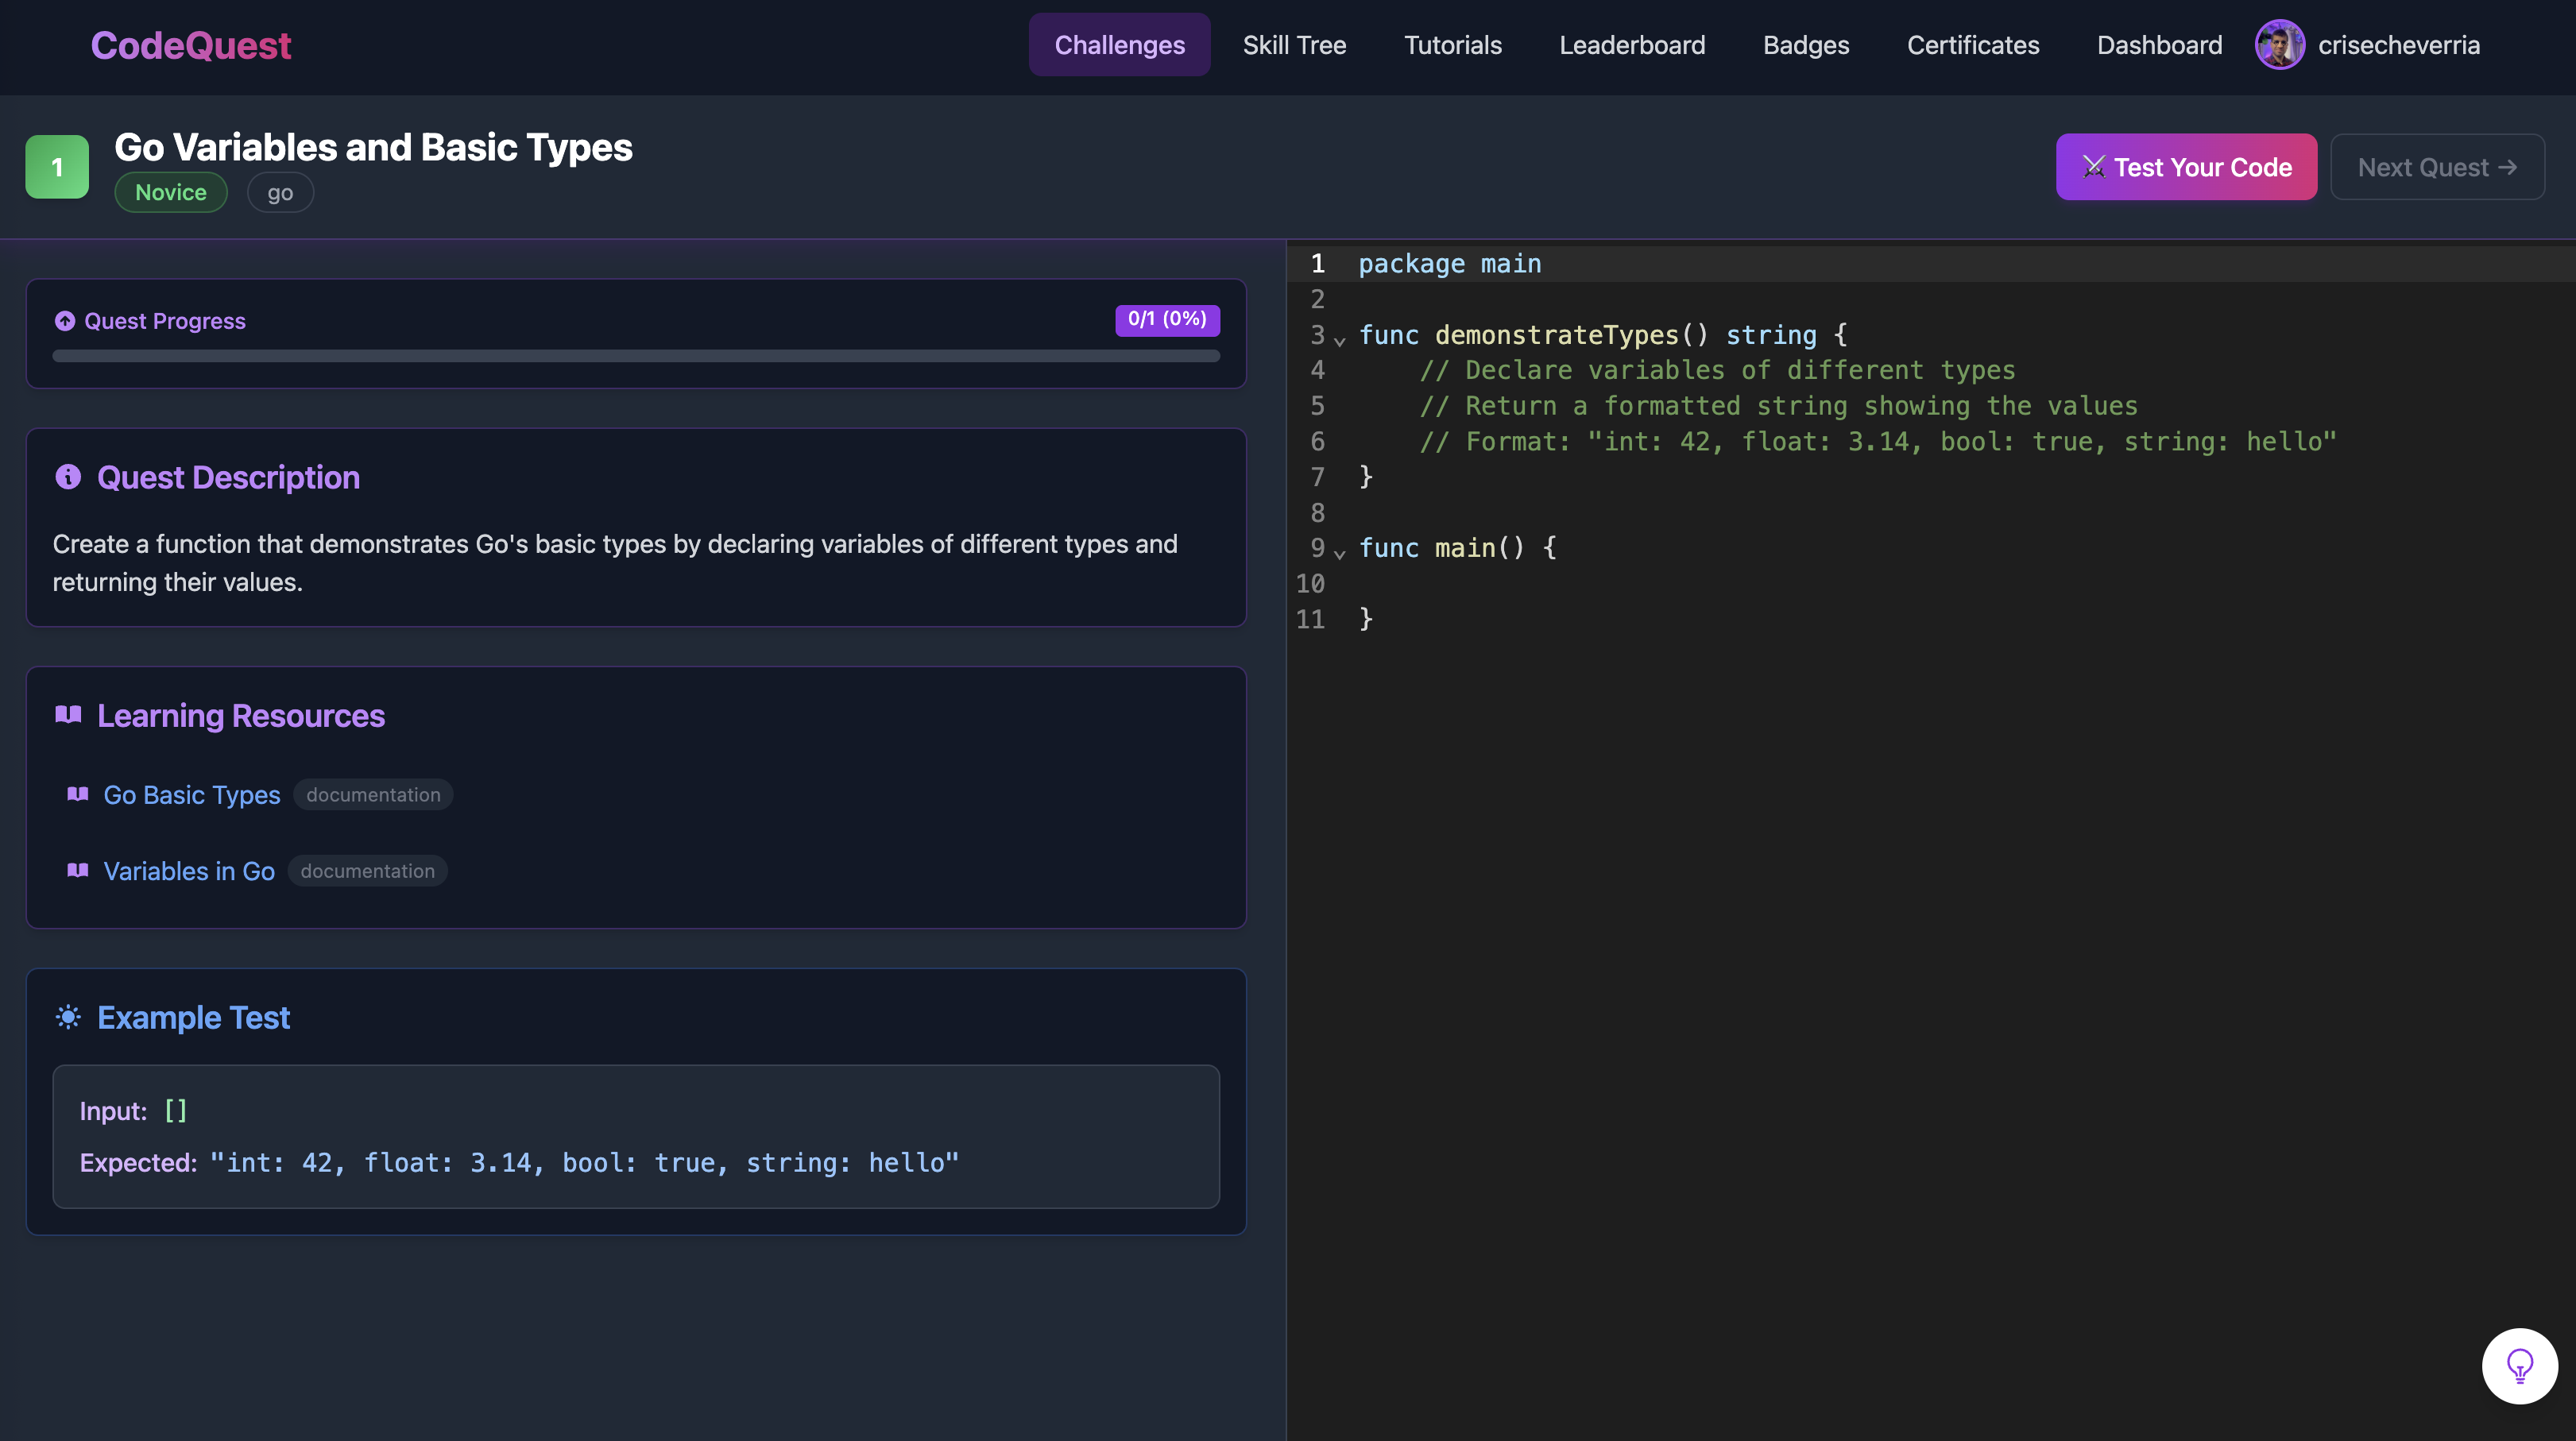 CodeQuest
Challenges
Skill Tree
Tutorials
Leaderboard
Badges
Certificates
Dashboard
crisecheverria
1
Go Variables and Basic Types
Novice
go
Test Your Code
Next Quest →
Quest Progress
0/1 (0%)
Quest Description
Create a function that demonstrates Go's basic types by declaring variables of different types and
returning their values.
Learning Resources
Go Basic Types documentation
Variables in Go documentation
Example Test
Input: []
Expected: "int: 42, float: 3.14, bool: true, string: hello"
1 package main
2
3 func demonstrateTypes() string {
4     // Declare variables of different types
5     // Return a formatted string showing the values
6     // Format: "int: 42, float: 3.14, bool: true, string: hello"
7 }
8
9 func main() {
10
11 }